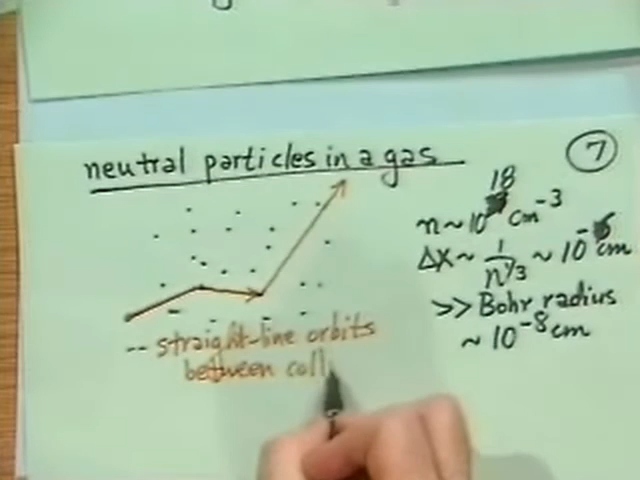 neutral particles in a gas
7
n ~ 10^18 cm^-3
Δx ~ 1/n^1/3 ~ 10^-6 cm
>> Bohr radius
~ 10^-8 cm
-- straight-line orbits
between coll